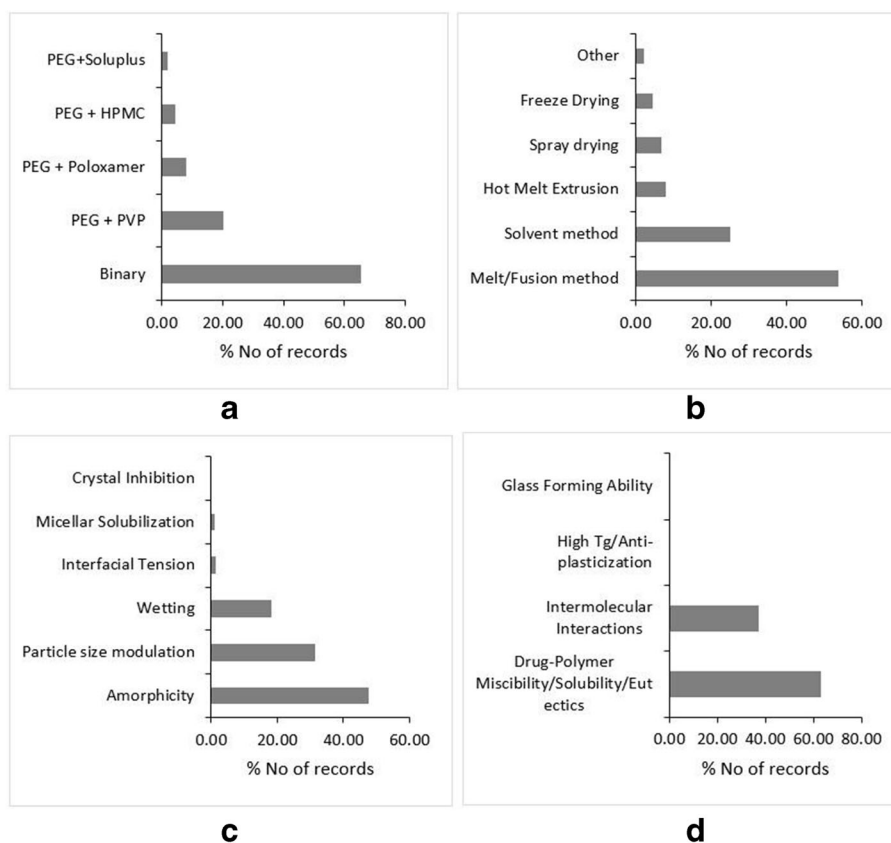 PEG+Soluplus
PEG + HPMC
PEG + Poloxamer
PEG + PVP
Binary
0.00 20.00 40.00 60.00 80.00
% No of records
a
Other
Freeze Drying
Spray drying
Hot Melt Extrusion
Solvent method
Melt/Fusion method
0.00 20.00 40.00 60.00
% No of records
b
Crystal Inhibition
Micellar Solubilization
Interfacial Tension
Wetting
Particle size modulation
Amorphicity
0.00 20.00 40.00 60.00
% No of records
c
Glass Forming Ability
High Tg/Anti-
plasticization
Intermolecular
Interactions
Drug-Polymer
Miscibility/Solubility/Eut
ectics
0.00 20.00 40.00 60.00 80.00
% No of records
d